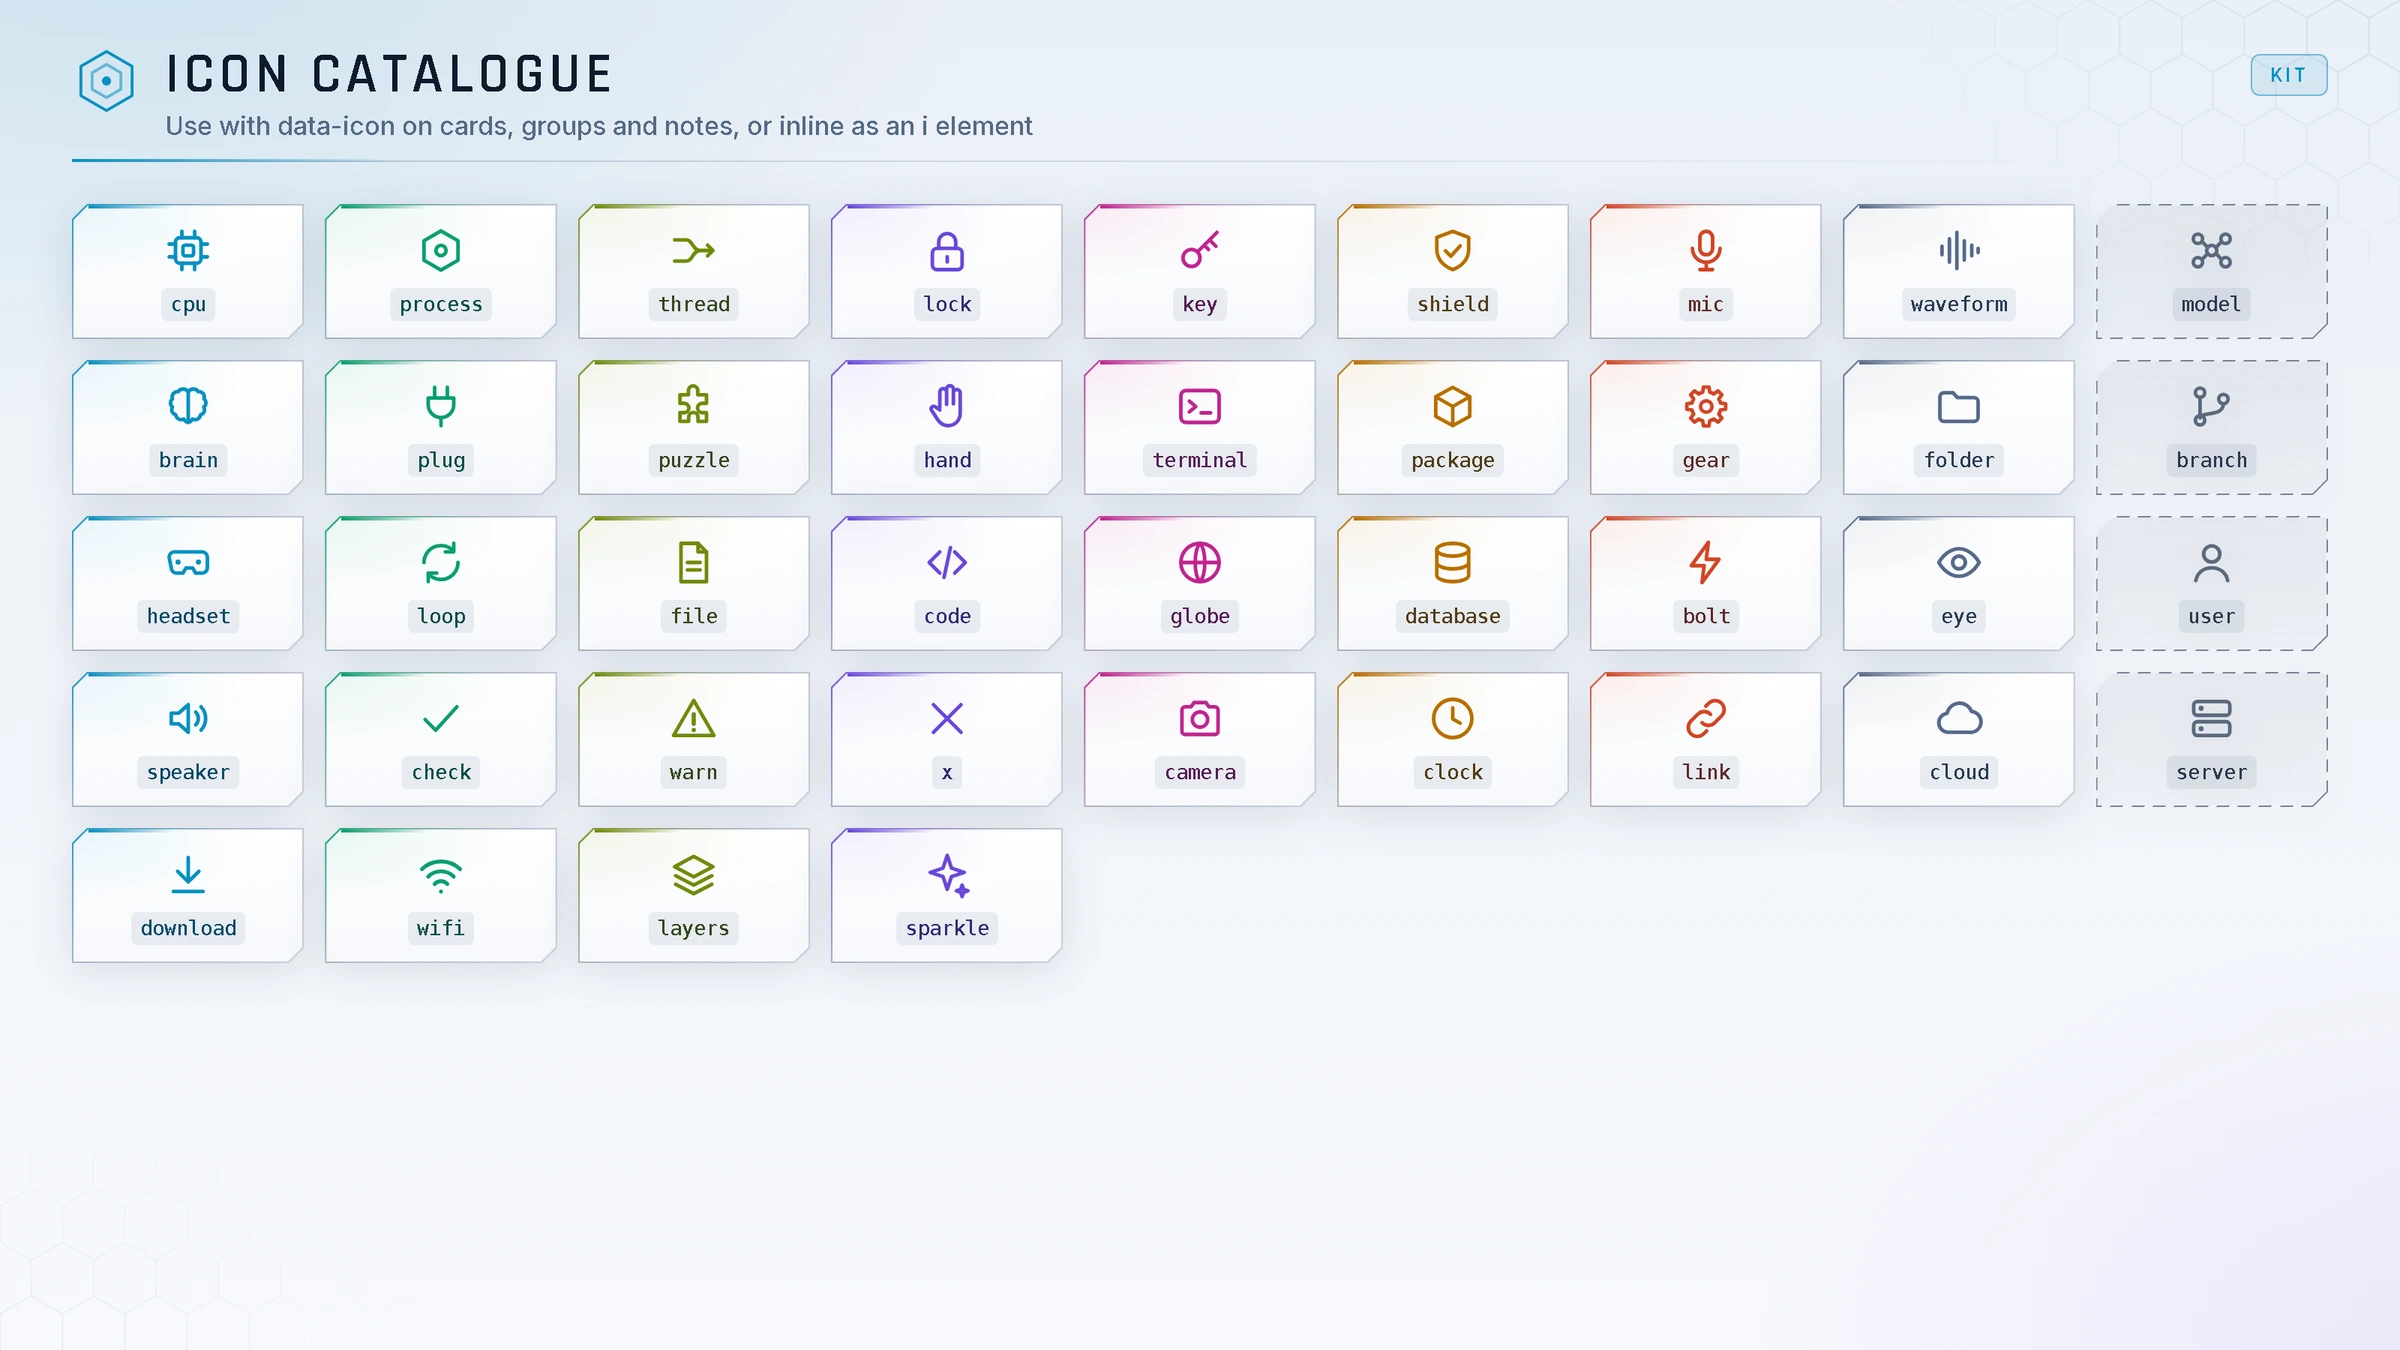 ICON CATALOGUE
KIT
Use with data-icon on cards, groups and notes, or inline as an i element
cpu process thread lock key shield mic waveform model
brain plug puzzle hand terminal package gear folder branch
headset loop file code globe database bolt eye user
speaker check warn x camera clock link cloud server
download wifi layers sparkle